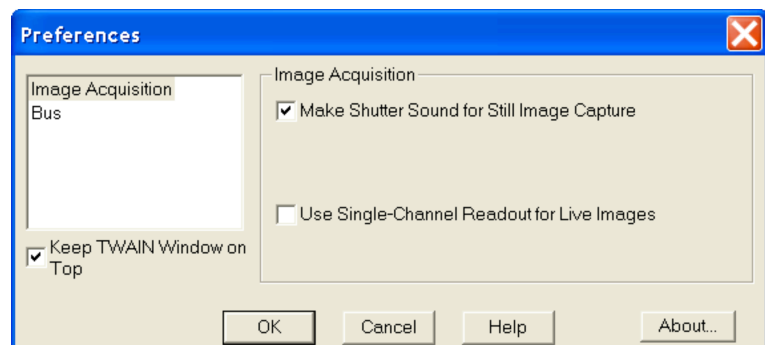 Preferences
Image Acquisition
Bus
Keep TWAIN Window on
Top
Image Acquisition
Make Shutter Sound for Still Image Capture
Use Single-Channel Readout for Live Images
OK
Cancel
Help
About...